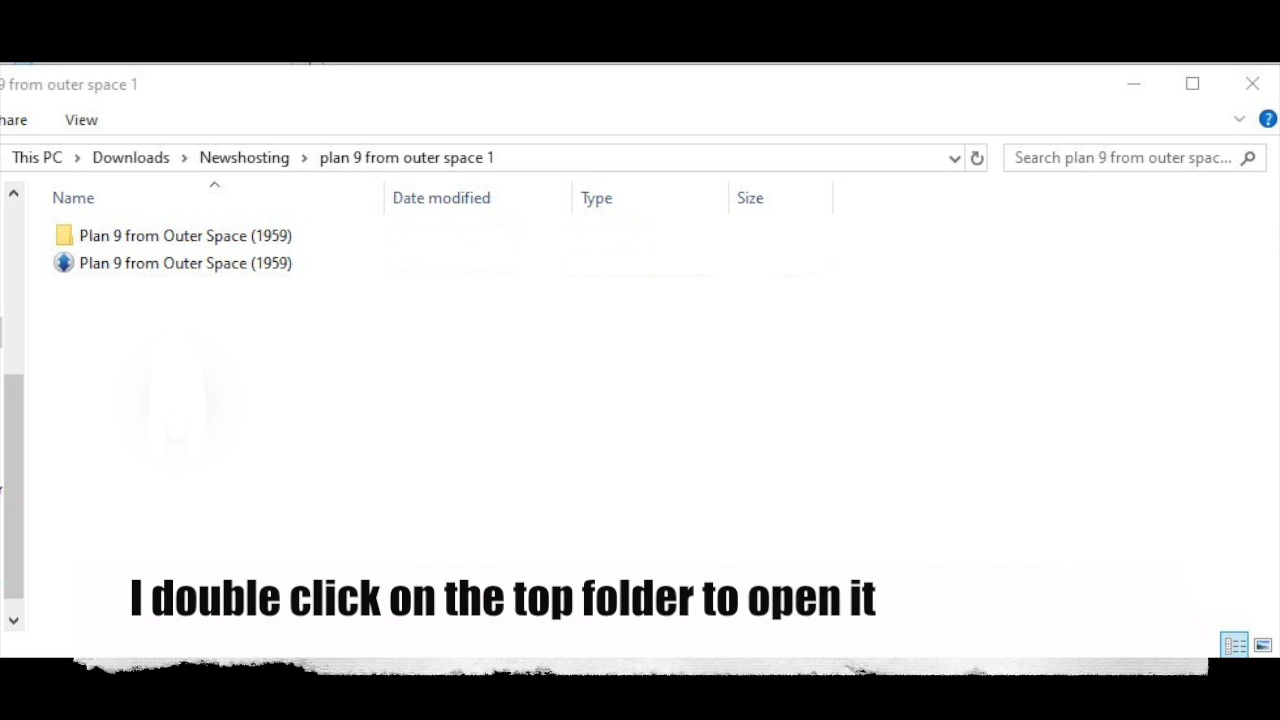 9 from outer space 1
hare View
This PC > Downloads > Newshosting > plan 9 from outer space 1 Search plan 9 from outer spac...
Name Date modified Type Size
Plan 9 from Outer Space (1959)
Plan 9 from Outer Space (1959)
I double click on the top folder to open it